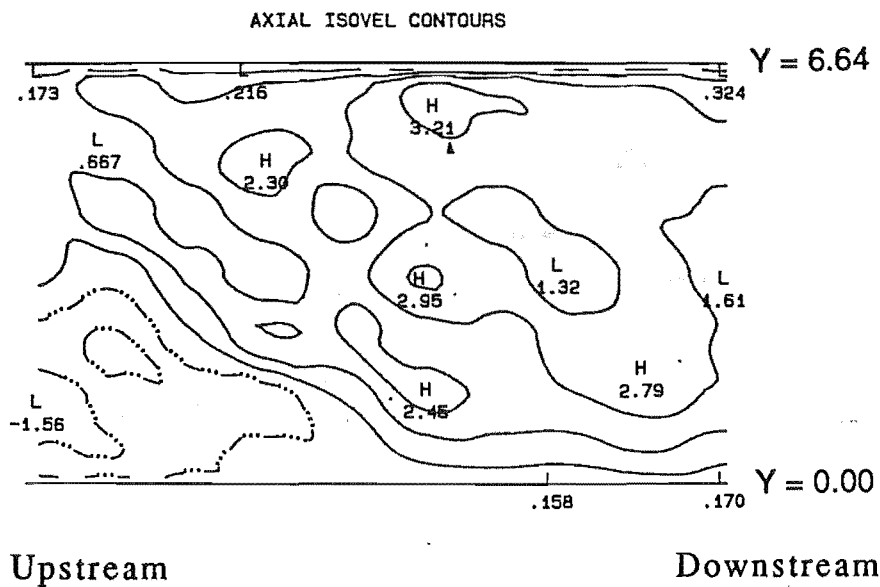 AXIAL ISOVEL CONTOURS
Y = 6.64
.173
.216
.324
H
3.21
L
.667
H
2.30
H
2.95
L
1.32
L
1.61
H
2.79
H
2.45
L
-1.56
Y = 0.00
.158
.170
Upstream
Downstream